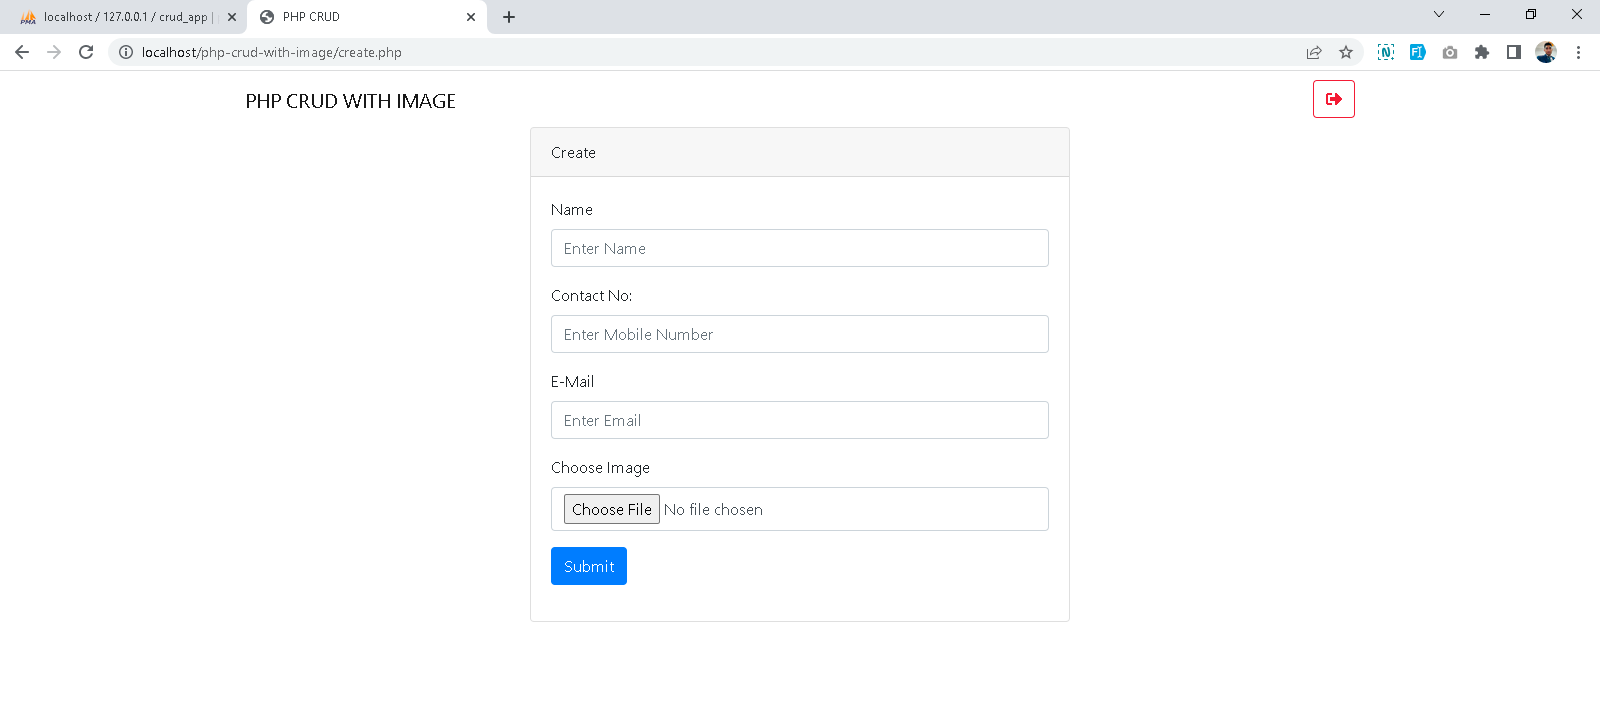 localhost / 127.0.0.1 / crud_app |
PHP CRUD
localhost/php-crud-with-image/create.php
PHP CRUD WITH IMAGE
Create
Name
Enter Name
Contact No:
Enter Mobile Number
E-Mail
Enter Email
Choose Image
Choose File No file chosen
Submit